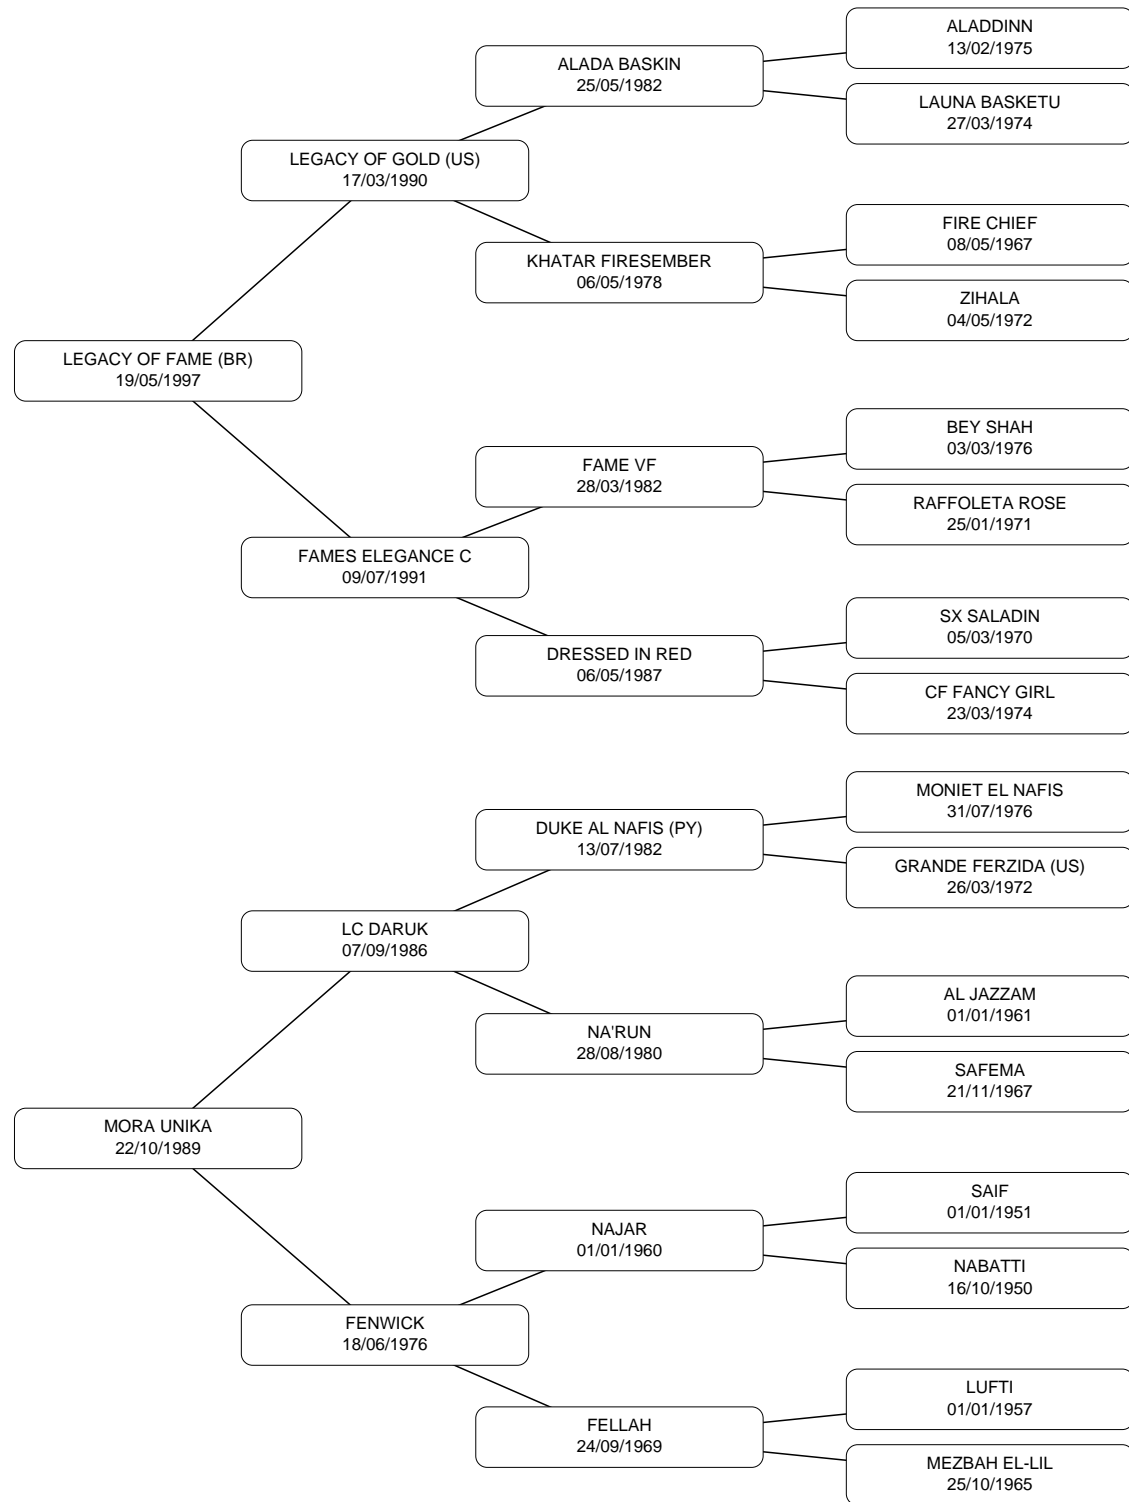 ALADDINN
13/02/1975
ALADA BASKIN
25/05/1982
LAUNA BASKETU
27/03/1974
LEGACY OF GOLD (US)
17/03/1990
FIRE CHIEF
08/05/1967
KHATAR FIRESEMBER
06/05/1978
ZIHALA
04/05/1972
LEGACY OF FAME (BR)
19/05/1997
BEY SHAH
03/03/1976
FAME VF
28/03/1982
RAFFOLETA ROSE
25/01/1971
FAMES ELEGANCE C
09/07/1991
SX SALADIN
05/03/1970
DRESSED IN RED
06/05/1987
CF FANCY GIRL
23/03/1974
MONIET EL NAFIS
31/07/1976
DUKE AL NAFIS (PY)
13/07/1982
GRANDE FERZIDA (US)
26/03/1972
LC DARUK
07/09/1986
AL JAZZAM
01/01/1961
NA'RUN
28/08/1980
SAFEMA
21/11/1967
MORA UNIKA
22/10/1989
SAIF
01/01/1951
NAJAR
01/01/1960
NABATTI
16/10/1950
FENWICK
18/06/1976
LUFTI
01/01/1957
FELLAH
24/09/1969
MEZBAH EL-LIL
25/10/1965